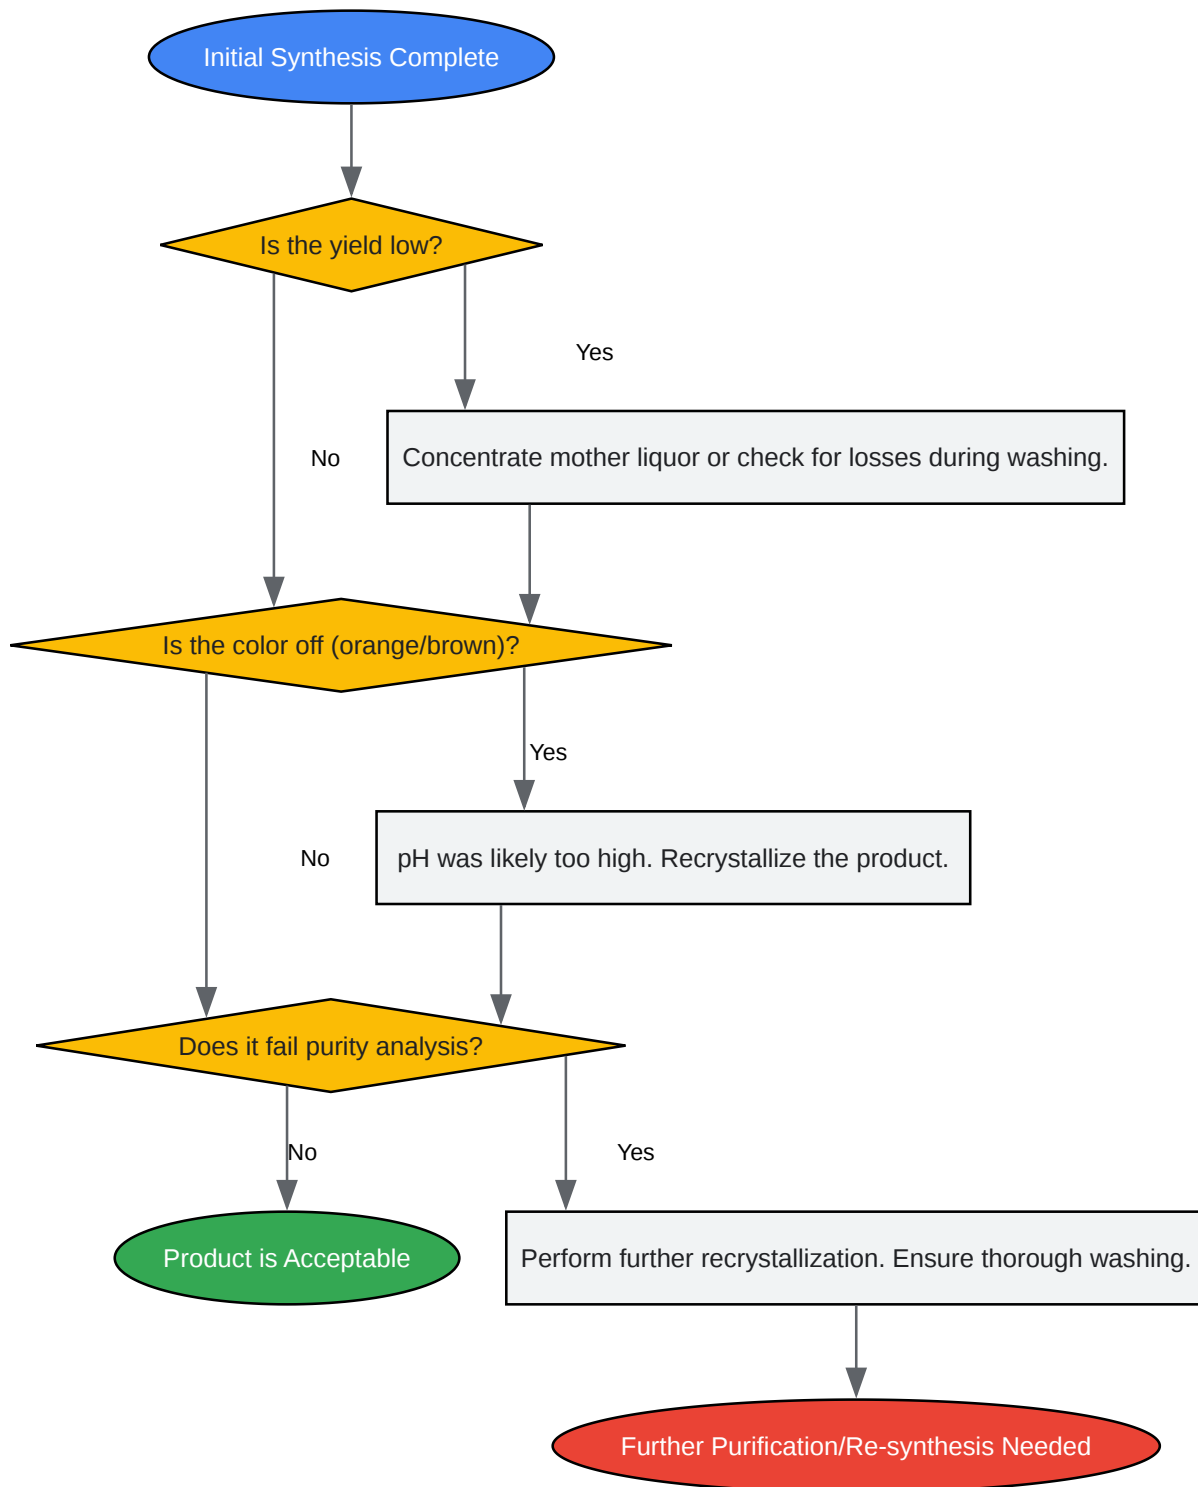 Initial Synthesis Complete
Is the yield low?
Yes
No
Concentrate mother liquor or check for losses during washing.
Is the color off (orange/brown)?
Yes
No
pH was likely too high. Recrystallize the product.
Does it fail purity analysis?
No
Yes
Product is Acceptable
Perform further recrystallization. Ensure thorough washing.
Further Purification/Re-synthesis Needed